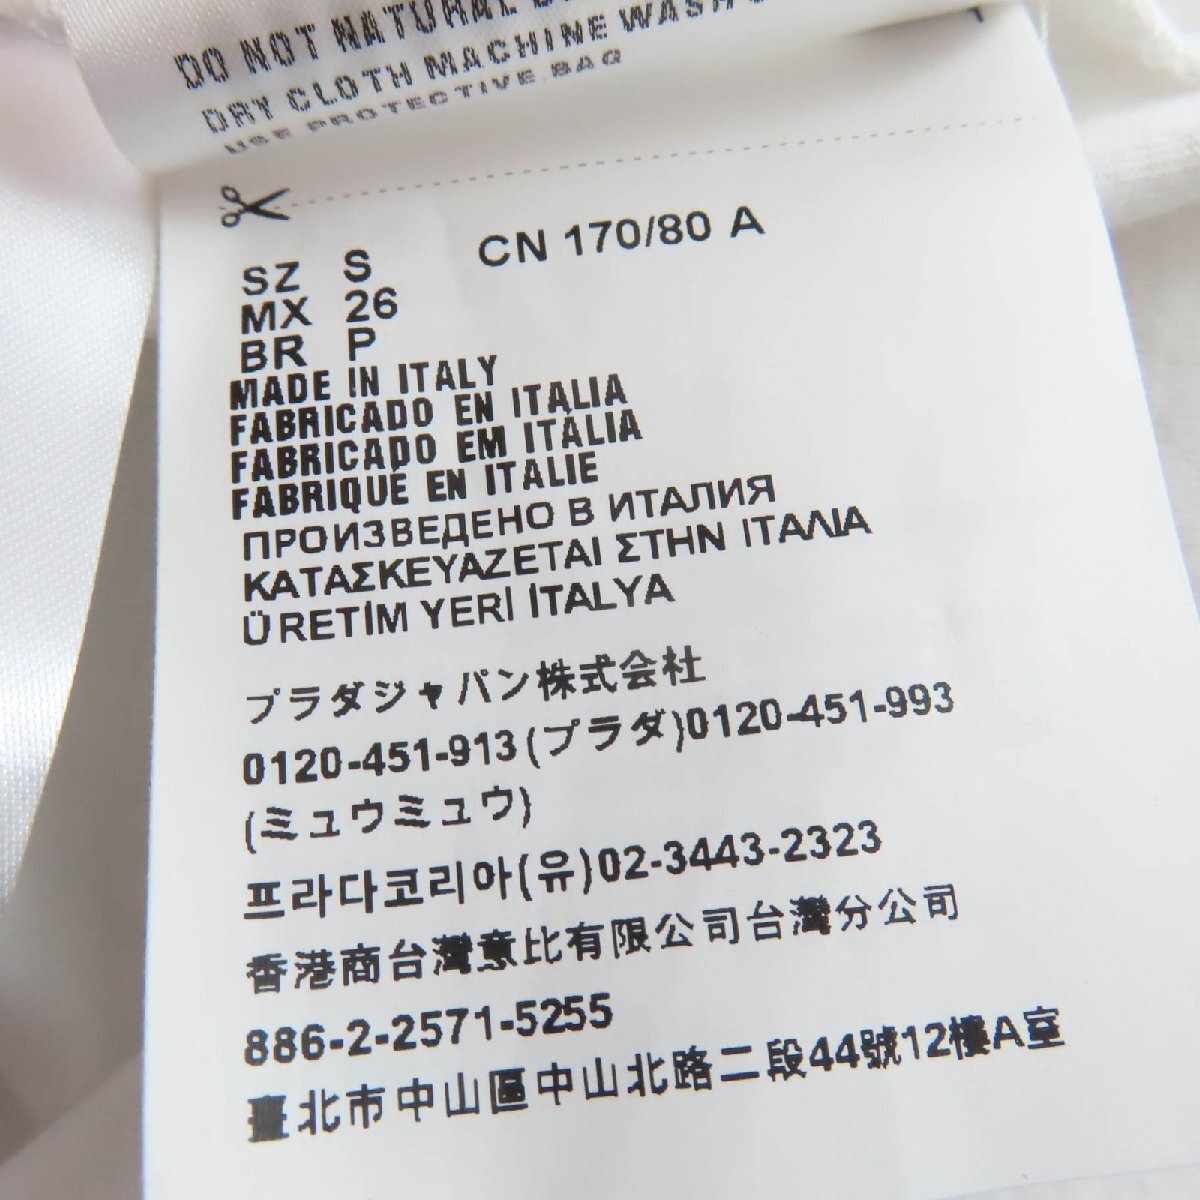 DO NOT NATURAL
DRY CLOTH MACHINE WASH
USE PROTECTIVE BAG
SZ S CN 170/80 A
MX 26
BR P
MADE IN ITALY
FABRICADO EN ITALIA
FABRICADO EM ITÁLIA
FABRIQUÉ EN ITALIE
ПРОИЗВЕДЕНО В ИТАЛИЯ
ΚΑΤΑΣΚΕΥΑΖΕΤΑΙ ΣΤΗΝ ΙΤΑΛΙΑ
ÜRETİM YERİ İTALYA
プラダジャパン株式会社
0120-451-913(プラダ)0120-451-993
(ミュウミュウ)
프라다코리아(유)02-3443-2323
香港商台灣意比有限公司台灣分公司
886-2-2571-5255
臺北市中山區中山北路二段44號12樓A室